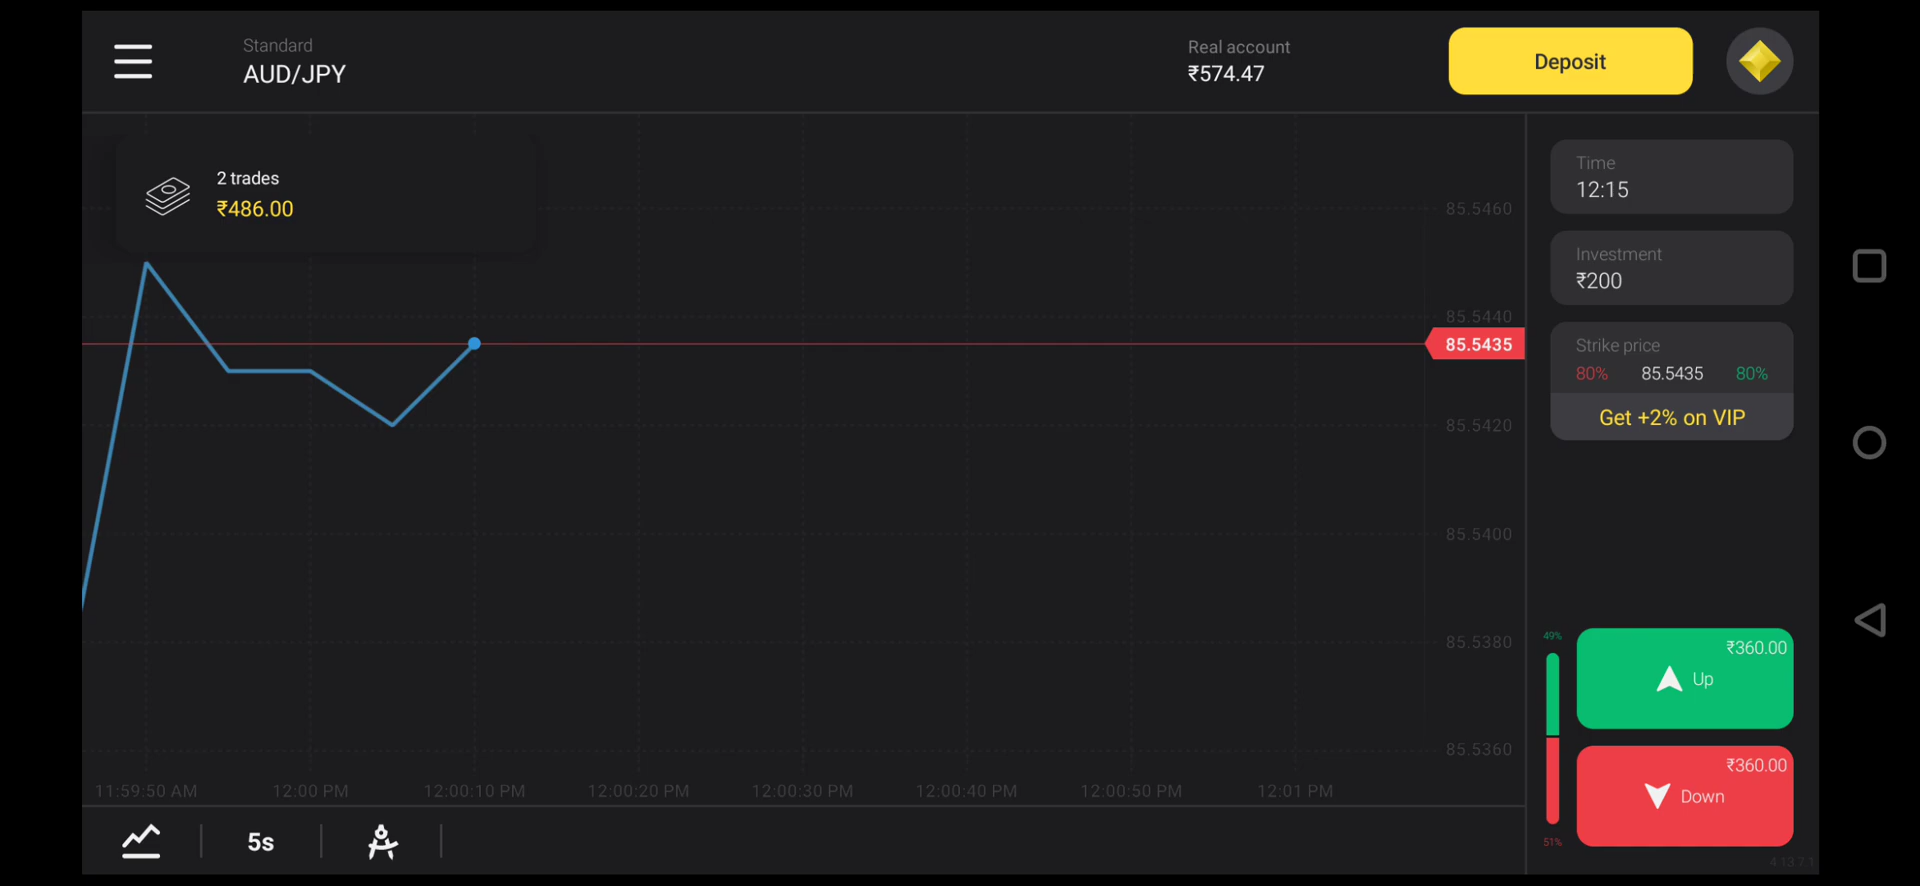 Standard
AUD/JPY
Real account
₹574.47
Deposit
2 trades
₹486.00
85.5460
85.5440
85.5435
85.5420
85.5400
85.5380
85.5360
11:59:50 AM
12:00 PM
12:00:10 PM
12:00:20 PM
12:00:30 PM
12:00:40 PM
12:00:50 PM
12:01 PM
5s
Time
12:15
Investment
₹200
Strike price
80% 85.5435 80%
Get +2% on VIP
49%
₹360.00
Up
₹360.00
Down
51%
4.13.7.1